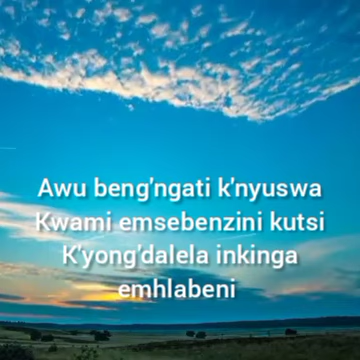 Awu beng'ngati k'nyuswa
Kwami emsebenzini kutsi
K'yong'dalela inkinga
emhlabeni